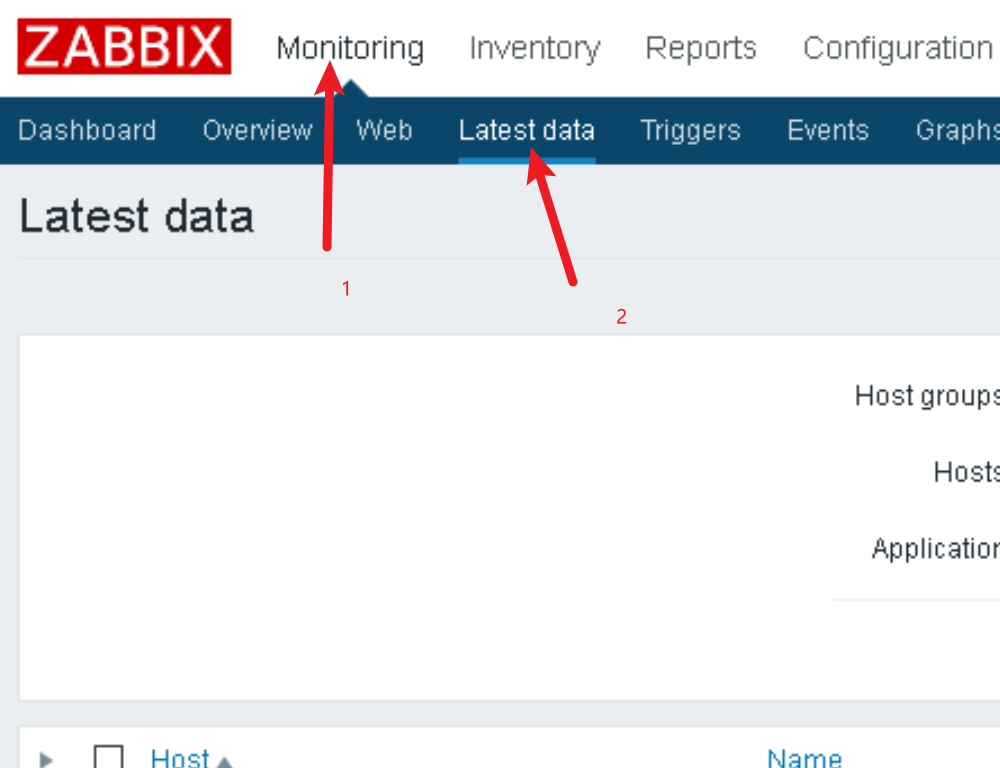 ZABBIX Monitoring Inventory Reports Configuration
Dashboard Overview Web Latest data Triggers Events Graphs
Latest data
1
2
Host groups
Hosts
Application
Host Name